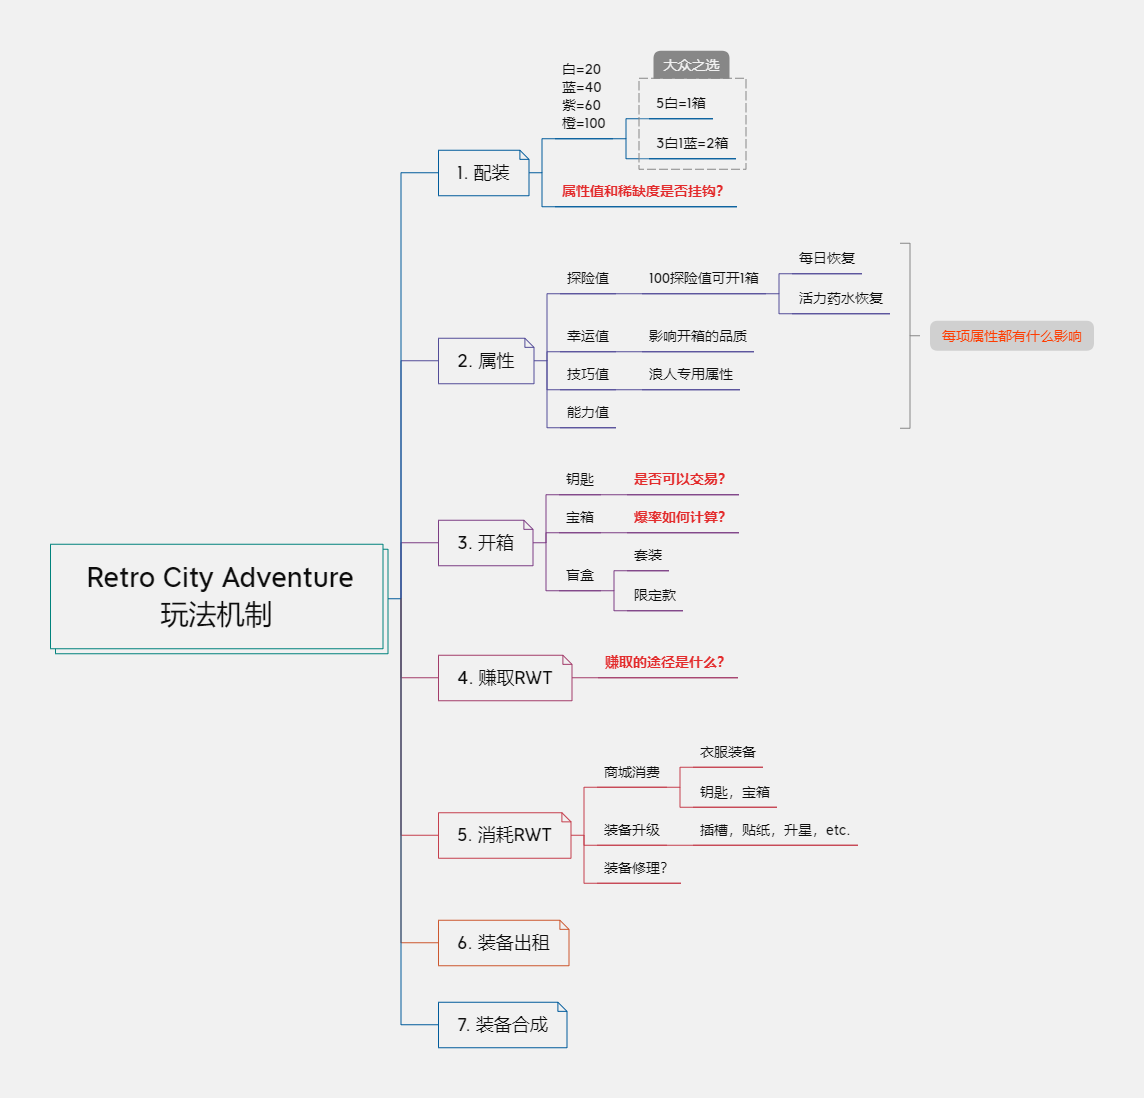 Retro City Adventure
玩法机制
1. 配装
白=20
蓝=40
紫=60
橙=100
大众之选
5白=1箱
3白1蓝=2箱
属性值和稀缺度是否挂钩？
2. 属性
探险值
100探险值可开1箱
每日恢复
活力药水恢复
幸运值
影响开箱的品质
技巧值
浪人专用属性
能力值
每项属性都有什么影响
3. 开箱
钥匙
是否可以交易？
宝箱
爆率如何计算？
盲盒
套装
限定款
4. 赚取RWT
赚取的途径是什么？
5. 消耗RWT
商城消费
衣服装备
钥匙，宝箱
装备升级
插槽，贴纸，升星，etc.
装备修理？
6. 装备出租
7. 装备合成